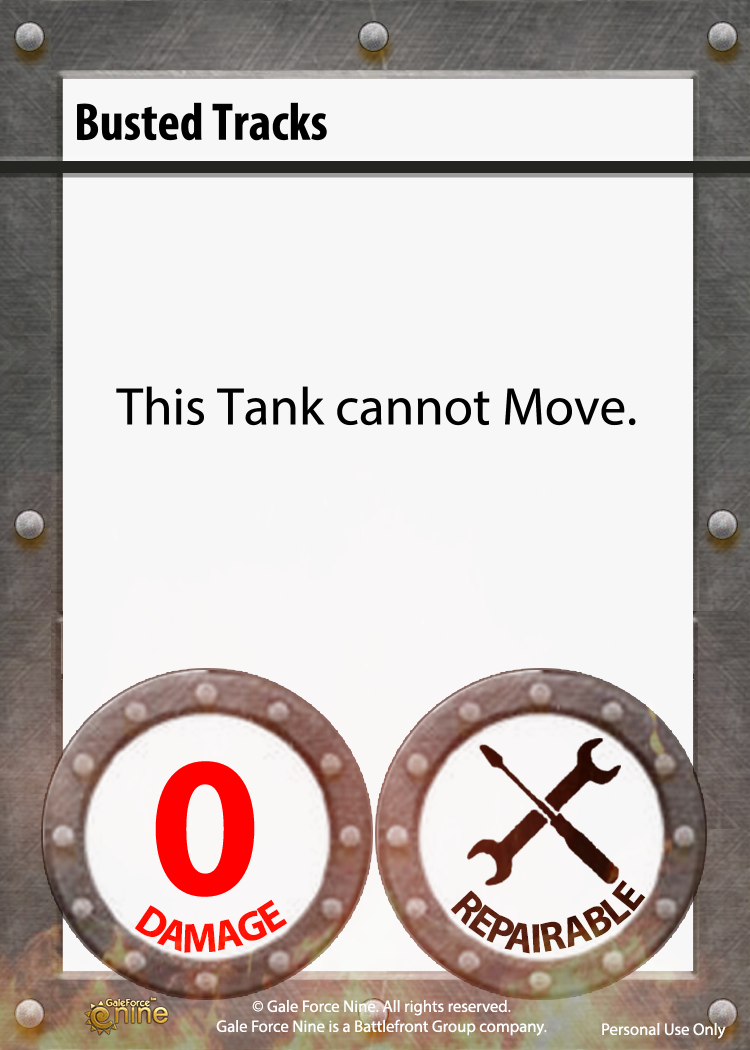 Busted Tracks
This Tank cannot Move.
0
DAMAGE
REPAIRABLE
GaleForce™
nine
© Gale Force Nine. All rights reserved.
Gale Force Nine is a Battlefront Group company.
Personal Use Only